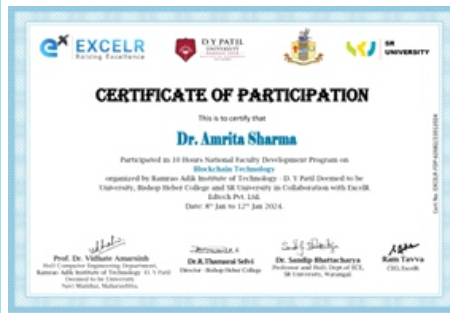 EXCELR
Raising Excellence
D Y PATIL
UNIVERSITY
SR
UNIVERSITY
CERTIFICATE OF PARTICIPATION
This is to certify that
Dr. Amrita Sharma
Participated in 10 Hours National Faculty Development Program on
Blockchain Technology
organized by Ramrao Adik Institute of Technology - D. Y Patil Deemed to be
University, Bishop Heber College and SR University in Collaboration with ExcelR
Edtech Pvt. Ltd.
Date: 8th Jan to 12th Jan 2024.
Prof. Dr. Vidhate Amarsinh
HoD Computer Engineering Department,
Ramrao Adik Institute of Technology - D. Y Patil
Deemed to be University
Navi Mumbai, Maharashtra.
Dr.R.Thamarai Selvi
Director - Bishop Heber College
Dr. Sandip Bhattacharya
Professor and HoD, Dept of ECE,
SR University, Warangal.
Ram Tavva
CEO, ExcelR